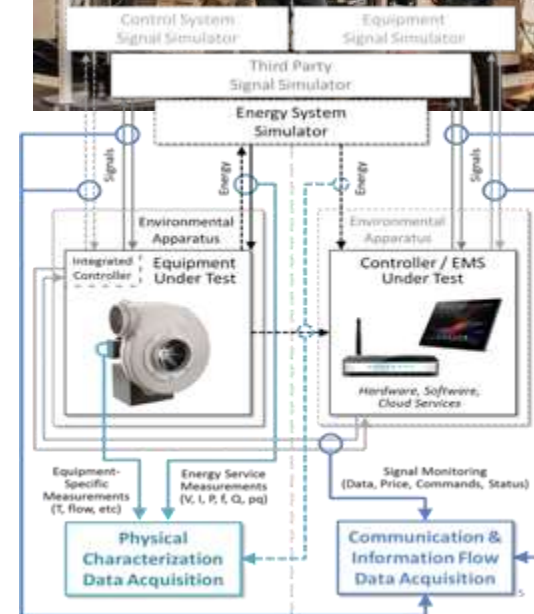 Control System
Signal Simulator
Equipment
Signal Simulator
Third Party
Signal Simulator
Energy System
Simulator
Signals
Energy
Energy
Signals
Environmental
Apparatus
Environmental
Apparatus
Integrated
Controller
Equipment
Under Test
Controller / EMS
Under Test
Hardware, Software,
Cloud Services
Equipment-
Specific
Measurements
(T, flow, etc)
Energy Service
Measurements
(V, I, P, f, Q, pq)
Signal Monitoring
(Data, Price, Commands, Status)
Physical
Characterization
Data Acquisition
Communication &
Information Flow
Data Acquisition
5